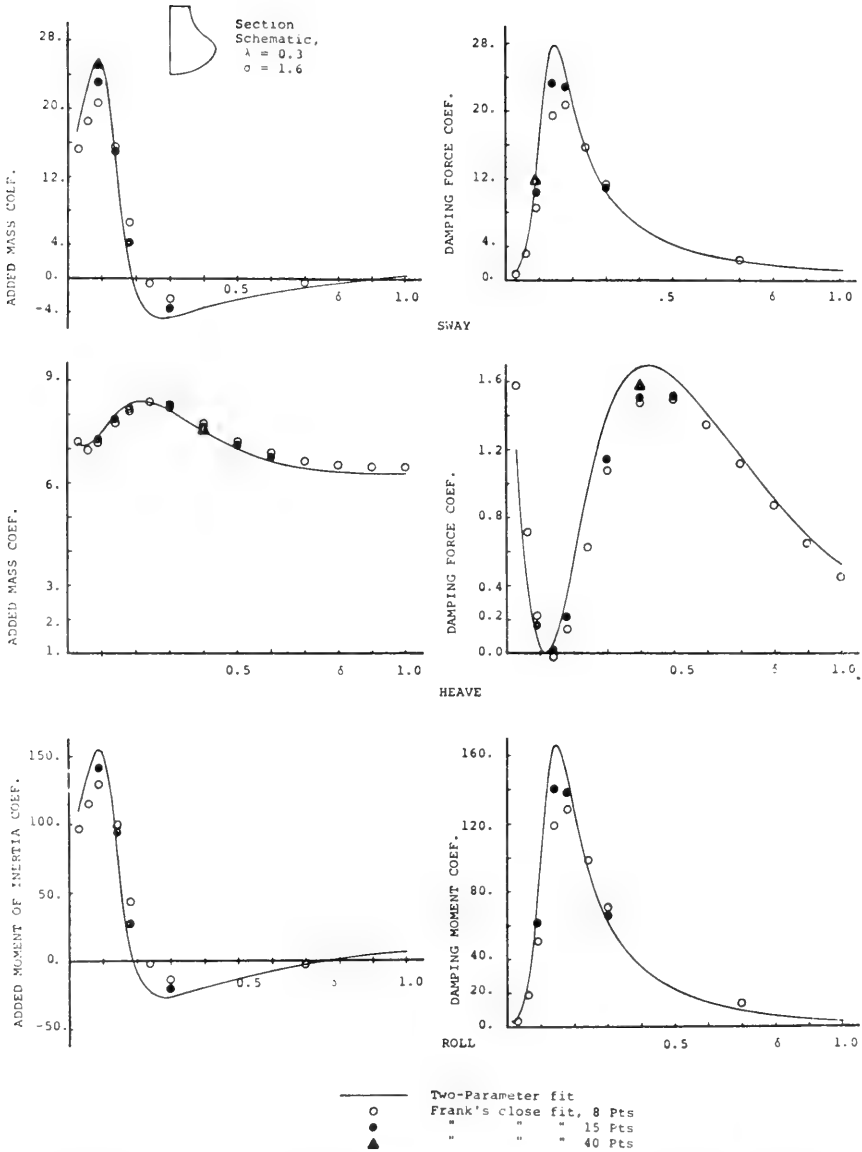 Section
Schematic,
λ = 0.3
σ = 1.6
28.
20.
12.
4.
0.
-4.
0.5
δ
1.0
ADDED MASS COEF.
28.
20.
12.
4.
0.
.5
δ
1.0
DAMPING FORCE COEF.
SWAY
9.
6.
3.
2.
1.
0.5
δ
1.0
ADDED MASS COEF.
1.6
1.2
0.8
0.4
0.2
0.0
0.5
δ
1.0
DAMPING FORCE COEF.
HEAVE
150.
100.
50.
0.
-50.
0.5
δ
1.0
ADDED MOMENT OF INERTIA COEF.
160.
120.
80.
40.
20.
0.
0.5
δ
1.0
DAMPING MOMENT COEF.
ROLL
Two-Parameter fit
Frank's close fit, 8 Pts
" " " 15 Pts
" " " 40 Pts